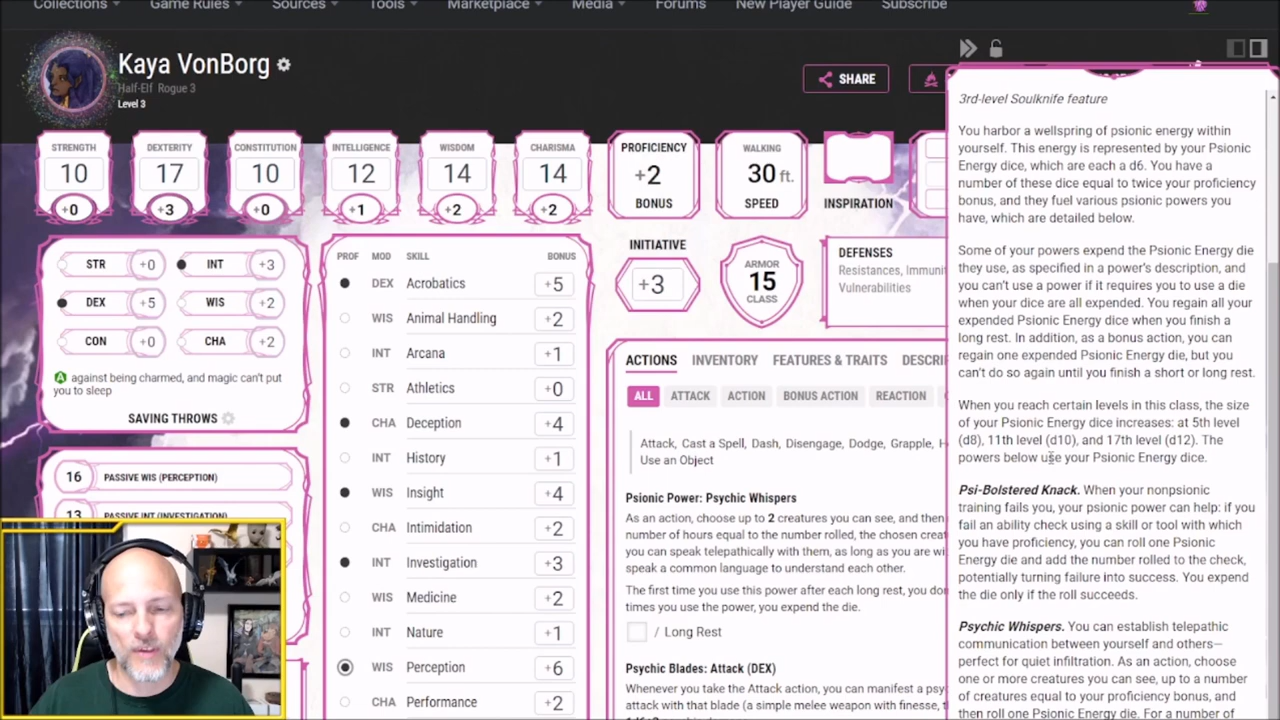 Collections Game Rules Sources Tools Marketplace Media Forums New Player Guide Subscribe
Kaya VonBorg
Half-Elf Rogue 3
Level 3
SHARE
STRENGTH
10
+0
DEXTERITY
17
+3
CONSTITUTION
10
+0
INTELLIGENCE
12
+1
WISDOM
14
+2
CHARISMA
14
+2
PROFICIENCY
+2
BONUS
WALKING
30 ft.
SPEED
INSPIRATION
STR +0
INT +3
DEX +5
WIS +2
CON +0
CHA +2
against being charmed, and magic can't put
you to sleep
SAVING THROWS
16 PASSIVE WIS (PERCEPTION)
13 PASSIVE INT (INVESTIGATION)
PROF MOD SKILL BONUS
DEX Acrobatics +5
WIS Animal Handling +2
INT Arcana +1
STR Athletics +0
CHA Deception +4
INT History +1
WIS Insight +4
CHA Intimidation +2
INT Investigation +3
WIS Medicine +2
INT Nature +1
WIS Perception +6
CHA Performance +2
INITIATIVE
+3
ARMOR
15
CLASS
DEFENSES
Resistances, Immuni
Vulnerabilities
ACTIONS INVENTORY FEATURES & TRAITS DESCRI
ALL ATTACK ACTION BONUS ACTION REACTION
Attack, Cast a Spell, Dash, Disengage, Dodge, Grapple, H
Use an Object
Psionic Power: Psychic Whispers
As an action, choose up to 2 creatures you can see, and then
number of hours equal to the number rolled, the chosen creat
you can speak telepathically with them, as long as you are wi
speak a common language to understand each other.
The first time you use this power after each long rest, you don
times you use the power, you expend the die.
/ Long Rest
Psychic Blades: Attack (DEX)
Whenever you take the Attack action, you can manifest a psy
attack with that blade (a simple melee weapon with finesse, t
3rd-level Soulknife feature
You harbor a wellspring of psionic energy within
yourself. This energy is represented by your Psionic
Energy dice, which are each a d6. You have a
number of these dice equal to twice your proficiency
bonus, and they fuel various psionic powers you
have, which are detailed below.
Some of your powers expend the Psionic Energy die
they use, as specified in a power's description, and
you can't use a power if it requires you to use a die
when your dice are all expended. You regain all your
expended Psionic Energy dice when you finish a
long rest. In addition, as a bonus action, you can
regain one expended Psionic Energy die, but you
can't do so again until you finish a short or long rest.
When you reach certain levels in this class, the size
of your Psionic Energy dice increases: at 5th level
(d8), 11th level (d10), and 17th level (d12). The
powers below use your Psionic Energy dice.
Psi-Bolstered Knack. When your nonpsionic
training fails you, your psionic power can help: if you
fail an ability check using a skill or tool with which
you have proficiency, you can roll one Psionic
Energy die and add the number rolled to the check,
potentially turning failure into success. You expend
the die only if the roll succeeds.
Psychic Whispers. You can establish telepathic
communication between yourself and others—
perfect for quiet infiltration. As an action, choose
one or more creatures you can see, up to a number
of creatures equal to your proficiency bonus, and
then roll one Psionic Energy die. For a number of